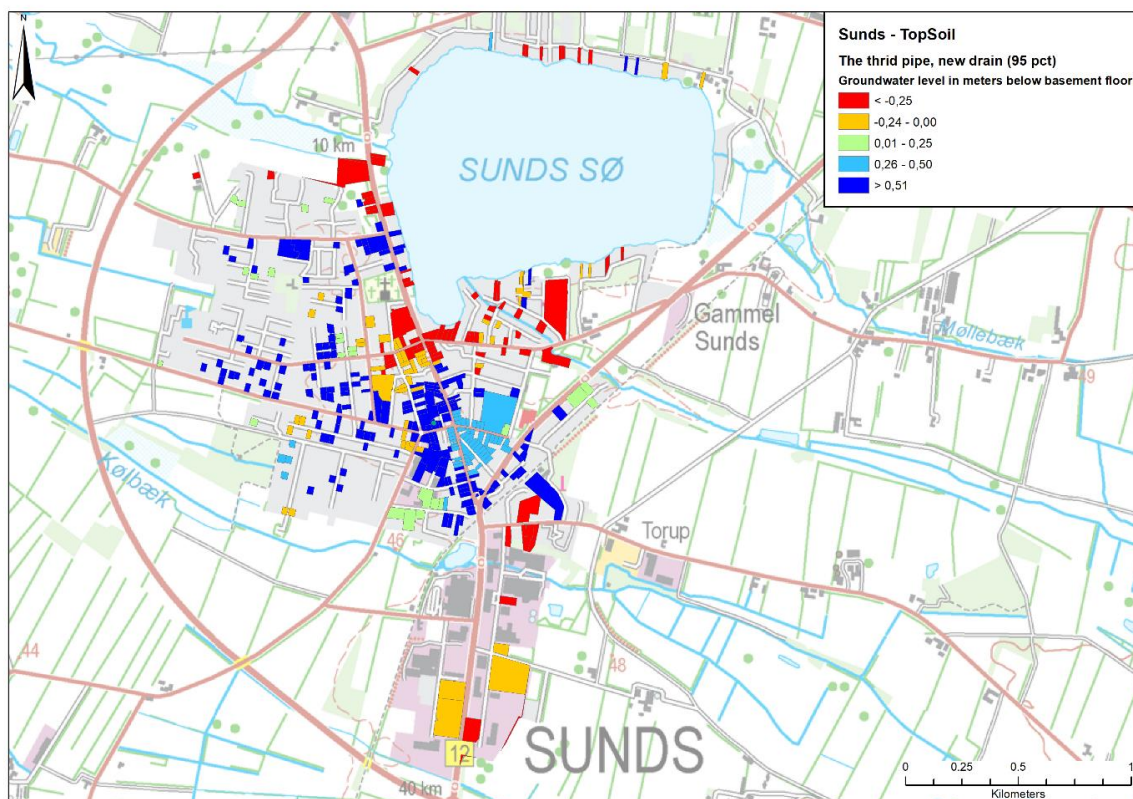 N
Sunds - TopSoil
The thrid pipe, new drain (95 pct)
Groundwater level in meters below basement floor
< -0,25
-0,24 - 0,00
0,01 - 0,25
0,26 - 0,50
> 0,51
10 km
SUNDS SØ
Gammel
Sunds
Møllebæk
49
Kølbæk
46
Torup
44
48
SUNDS
12
40 km
0 0,25 0,5 1
Kilometers